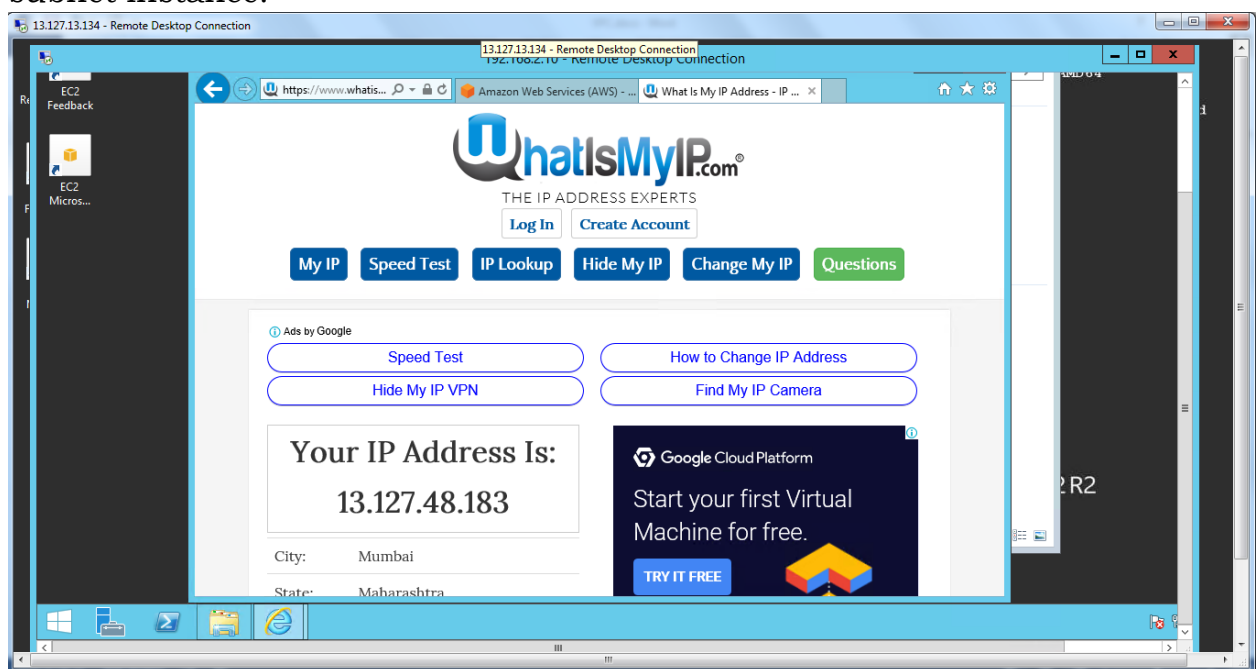 subnet instance.
13.127.13.134 - Remote Desktop Connection
13.127.13.134 - Remote Desktop Connection
192.168.2.10 - Remote Desktop Connection
EC2
Feedback
EC2
Micros...
https://www.whatis...
Amazon Web Services (AWS) - ...
What Is My IP Address - IP ...
AMD64
WhatIsMyIP.com®
THE IP ADDRESS EXPERTS
Log In Create Account
My IP Speed Test IP Lookup Hide My IP Change My IP Questions
Ads by Google
Speed Test How to Change IP Address
Hide My IP VPN Find My IP Camera
Your IP Address Is:
13.127.48.183
City: Mumbai
State: Maharashtra
Google Cloud Platform
Start your first Virtual
Machine for free.
TRY IT FREE
2 R2